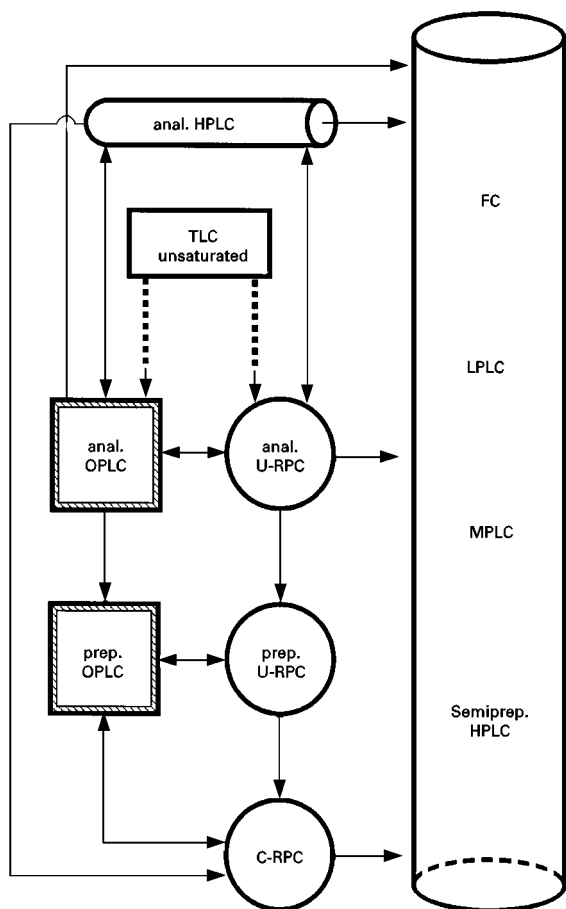 anal. HPLC
FC
TLC
unsaturated
LPLC
anal.
OPLC
anal.
U-RPC
MPLC
prep.
OPLC
prep.
U-RPC
Semiprep.
HPLC
C-RPC